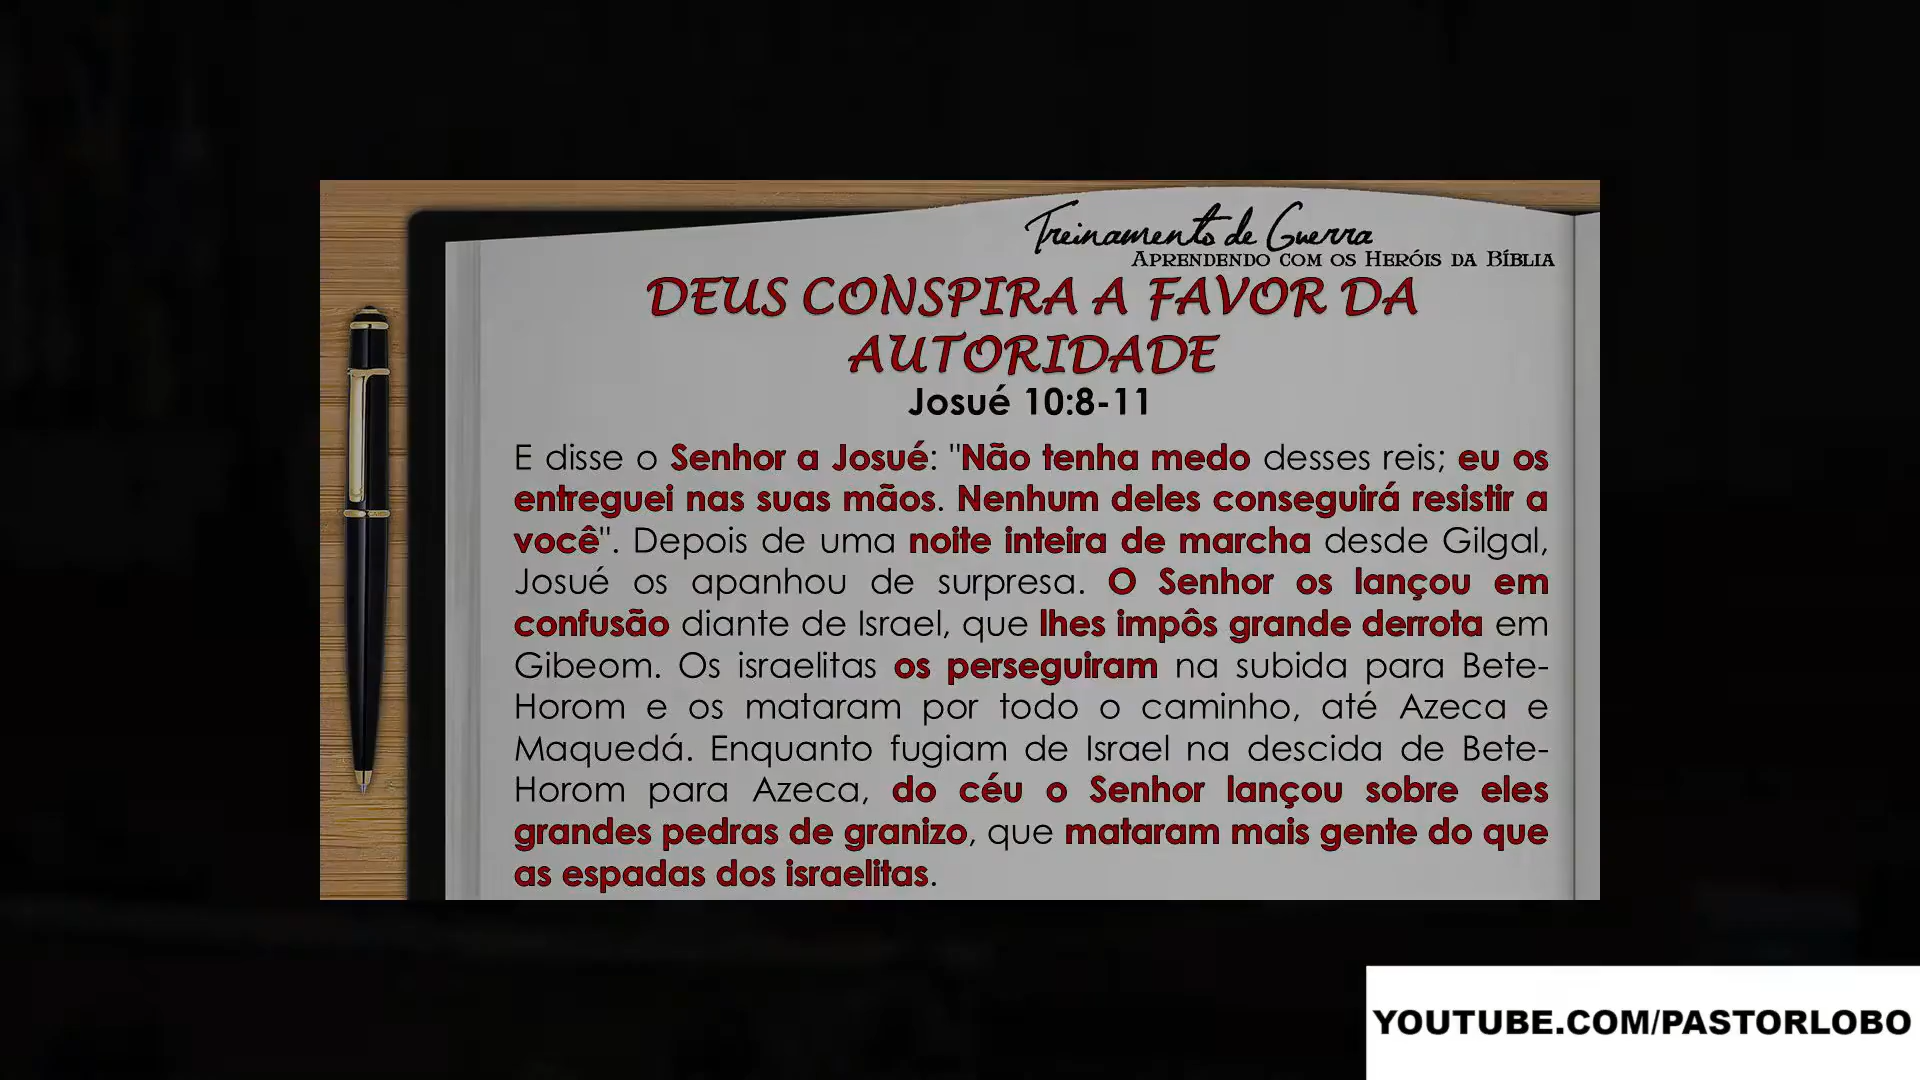 Treinamento de Guerra
Aprendendo com os Heróis da Bíblia
DEUS CONSPIRA A FAVOR DA
AUTORIDADE
Josué 10:8-11
E disse o Senhor a Josué: "Não tenha medo desses reis; eu os
entreguei nas suas mãos. Nenhum deles conseguirá resistir a
você". Depois de uma noite inteira de marcha desde Gilgal,
Josué os apanhou de surpresa. O Senhor os lançou em
confusão diante de Israel, que lhes impôs grande derrota em
Gibeom. Os israelitas os perseguiram na subida para Bete-
Horom e os mataram por todo o caminho, até Azeca e
Maquedá. Enquanto fugiam de Israel na descida de Bete-
Horom para Azeca, do céu o Senhor lançou sobre eles
grandes pedras de granizo, que mataram mais gente do que
as espadas dos israelitas.
YOUTUBE.COM/PASTORLOBO